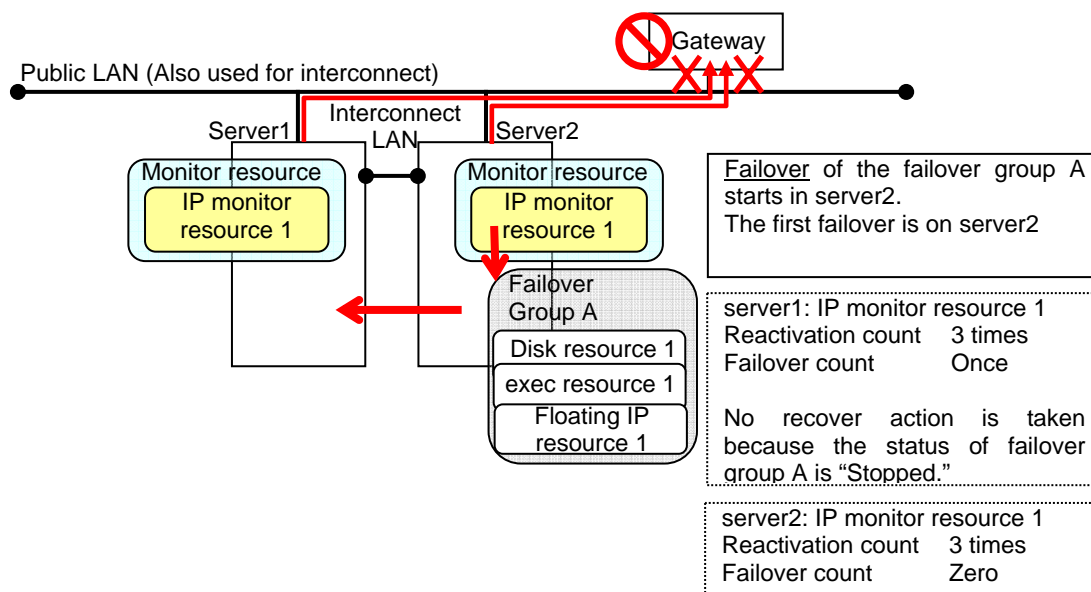 Gateway
Public LAN (Also used for interconnect)
Interconnect
LAN
Server1
Server2
Monitor resource
IP monitor
resource 1
Monitor resource
IP monitor
resource 1
Failover
Group A
Disk resource 1
exec resource 1
Floating IP
resource 1
Failover of the failover group A
starts in server2.
The first failover is on server2
server1: IP monitor resource 1
Reactivation count 3 times
Failover count Once
No recover action is taken
because the status of failover
group A is “Stopped.”
server2: IP monitor resource 1
Reactivation count 3 times
Failover count Zero